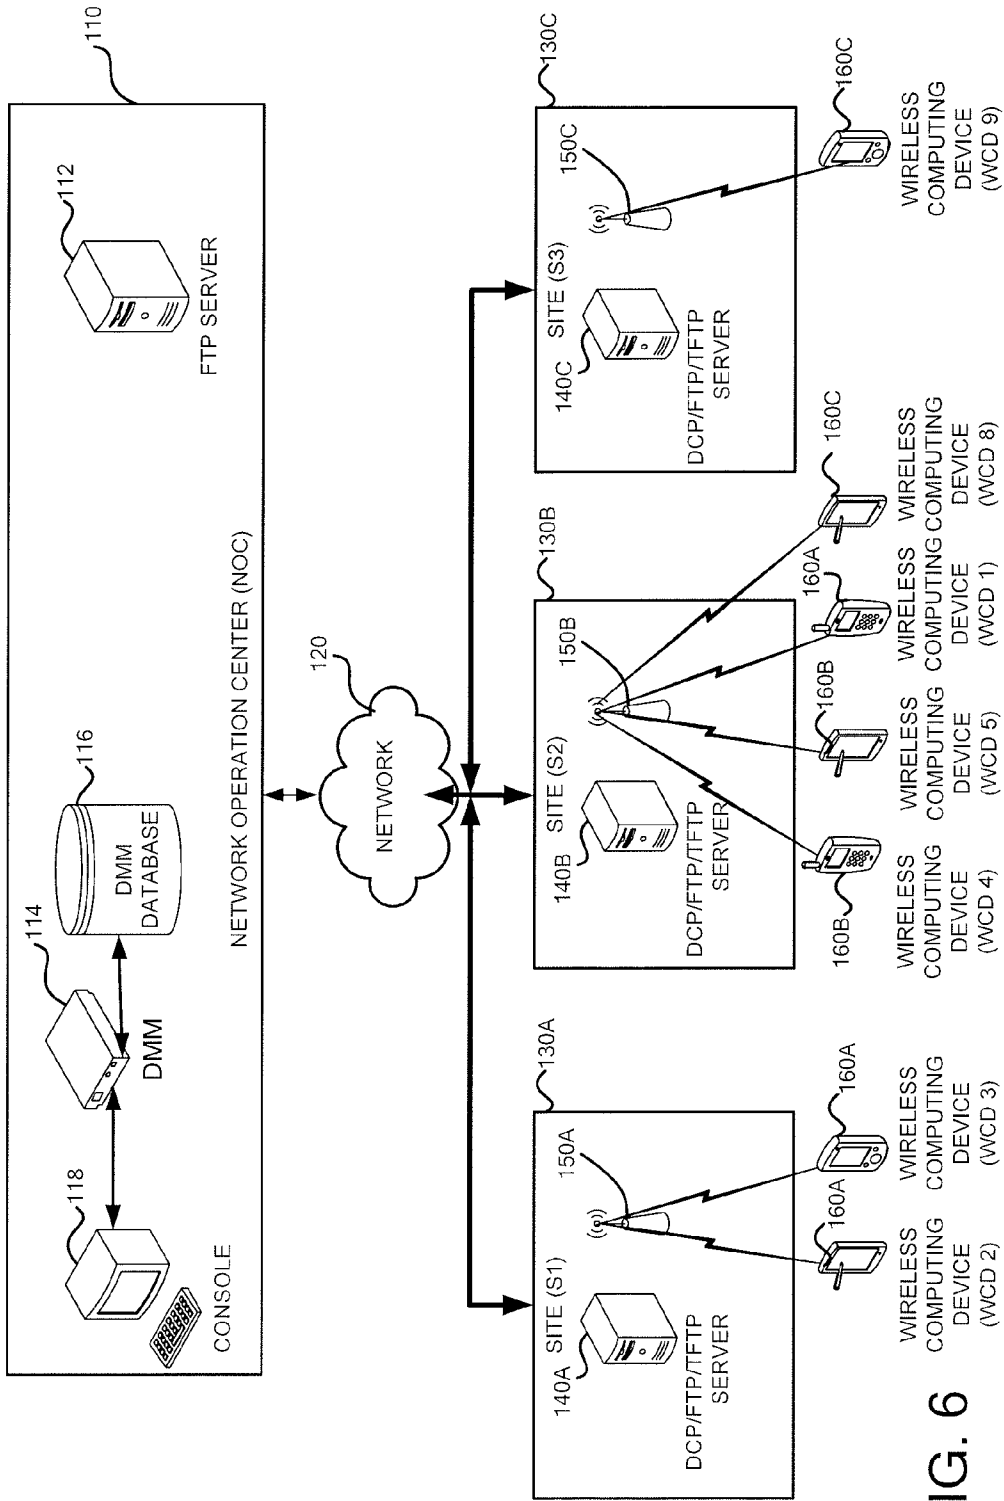 110
112
FTP SERVER
NETWORK OPERATION CENTER (NOC)
116
DMM
DATABASE
114
DMM
118
CONSOLE
120
NETWORK
130A
SITE (S1)
150A
140A
DCP/FTP/TFTP
SERVER
130B
SITE (S2)
150B
140B
DCP/FTP/TFTP
SERVER
130C
SITE (S3)
150C
140C
DCP/FTP/TFTP
SERVER
160A
WIRELESS
COMPUTING
DEVICE
(WCD 2)
160A
WIRELESS
COMPUTING
DEVICE
(WCD 3)
160B
WIRELESS
COMPUTING
DEVICE
(WCD 4)
160B
WIRELESS
COMPUTING
DEVICE
(WCD 5)
160A
WIRELESS
COMPUTING
DEVICE
(WCD 1)
160C
WIRELESS
COMPUTING
DEVICE
(WCD 8)
160C
WIRELESS
COMPUTING
DEVICE
(WCD 9)
IG. 6